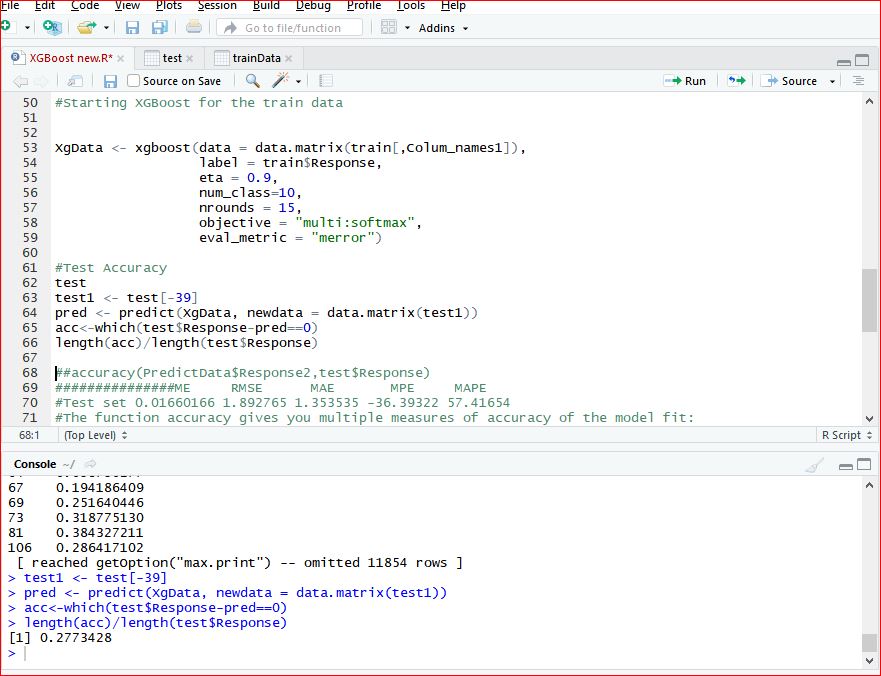 File Edit Code View Plots Session Build Debug Profile Tools Help
Go to file/function Addins
XGBoost new.R* test trainData
Source on Save Run Source
50 #Starting XGBoost for the train data
51
52
53 XgData <- xgboost(data = data.matrix(train[,Colum_names1]),
54 label = train$Response,
55 eta = 0.9,
56 num_class=10,
57 nrounds = 15,
58 objective = "multi:softmax",
59 eval_metric = "merror")
60
61 #Test Accuracy
62 test
63 test1 <- test[-39]
64 pred <- predict(XgData, newdata = data.matrix(test1))
65 acc<-which(test$Response-pred==0)
66 length(acc)/length(test$Response)
67
68 ##accuracy(PredictData$Response2,test$Response)
69 ###############ME RMSE MAE MPE MAPE
70 #Test set 0.01660166 1.892765 1.353535 -36.39322 57.41654
71 #The function accuracy gives you multiple measures of accuracy of the model fit:
68:1 (Top Level) R Script
Console ~/
67 0.194186409
69 0.251640446
73 0.318775130
81 0.384327211
106 0.286417102
[ reached getOption("max.print") -- omitted 11854 rows ]
> test1 <- test[-39]
> pred <- predict(XgData, newdata = data.matrix(test1))
> acc<-which(test$Response-pred==0)
> length(acc)/length(test$Response)
[1] 0.2773428
>